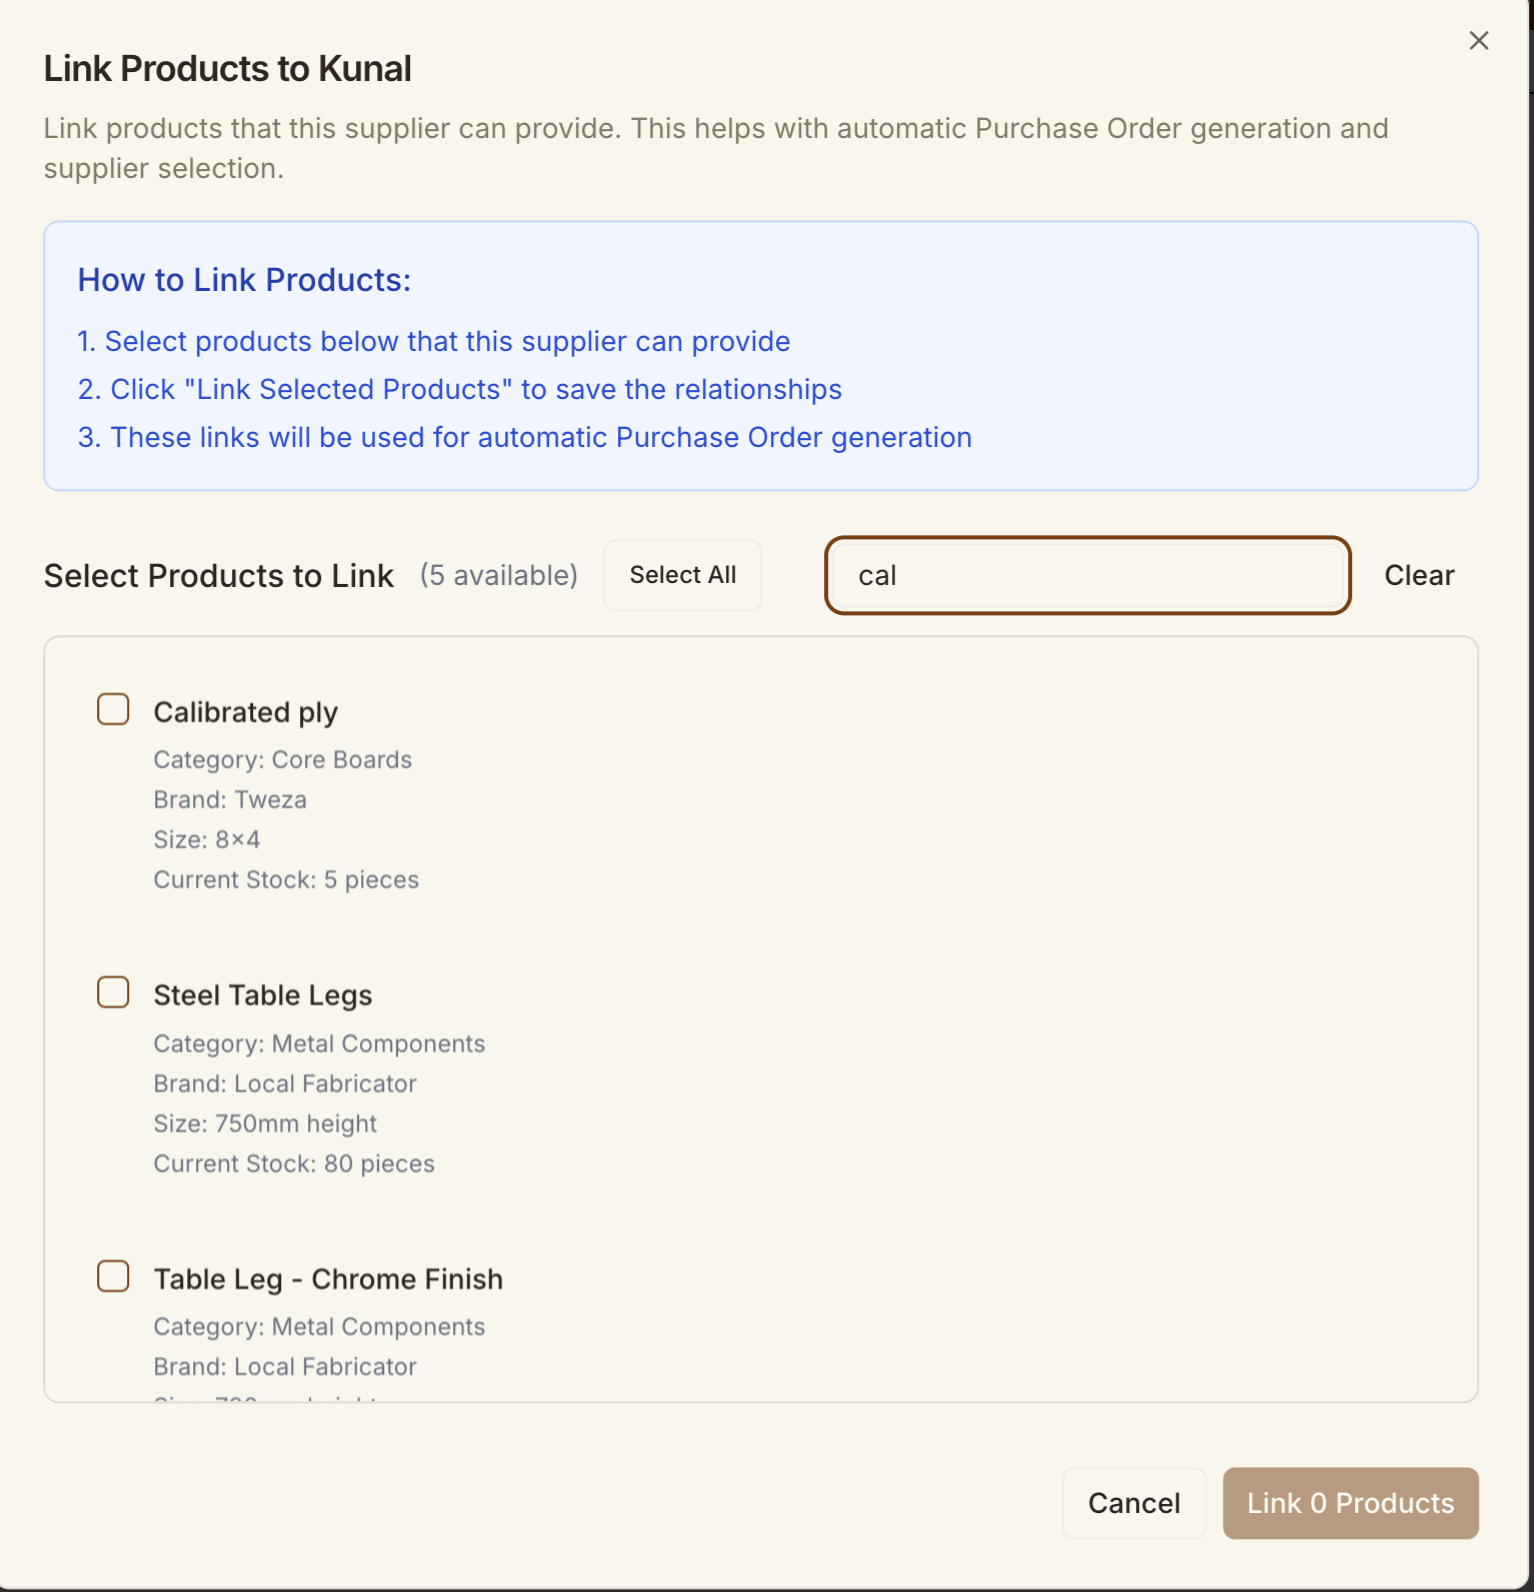 Link Products to Kunal
Link products that this supplier can provide. This helps with automatic Purchase Order generation and
supplier selection.
How to Link Products:
1. Select products below that this supplier can provide
2. Click "Link Selected Products" to save the relationships
3. These links will be used for automatic Purchase Order generation
Select Products to Link (5 available) Select All cal Clear
Calibrated ply
Category: Core Boards
Brand: Tweza
Size: 8×4
Current Stock: 5 pieces
Steel Table Legs
Category: Metal Components
Brand: Local Fabricator
Size: 750mm height
Current Stock: 80 pieces
Table Leg - Chrome Finish
Category: Metal Components
Brand: Local Fabricator
Cancel Link 0 Products